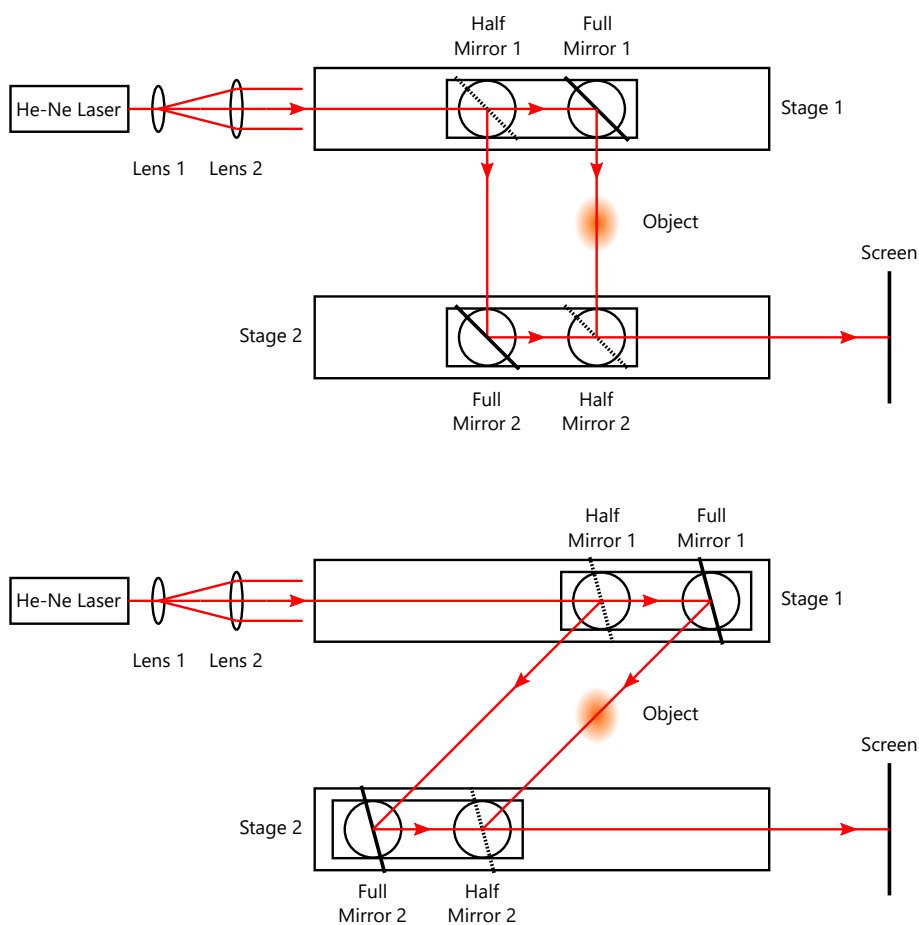 Half
Mirror 1
Full
Mirror 1
He-Ne Laser
Stage 1
Lens 1
Lens 2
Object
Screen
Stage 2
Full
Mirror 2
Half
Mirror 2
Half
Mirror 1
Full
Mirror 1
He-Ne Laser
Stage 1
Lens 1
Lens 2
Object
Screen
Stage 2
Full
Mirror 2
Half
Mirror 2